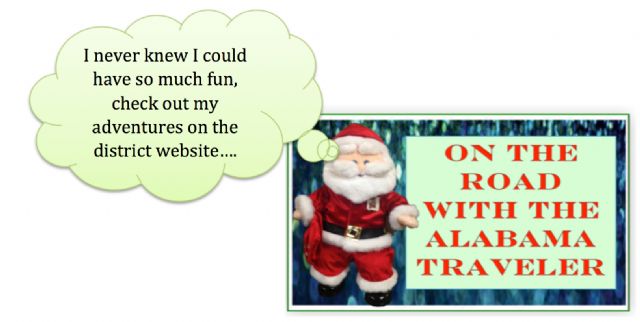 I never knew I could
have so much fun,
check out my
adventures on the
district website….
ON THE
ROAD
WITH THE
ALABAMA
TRAVELER